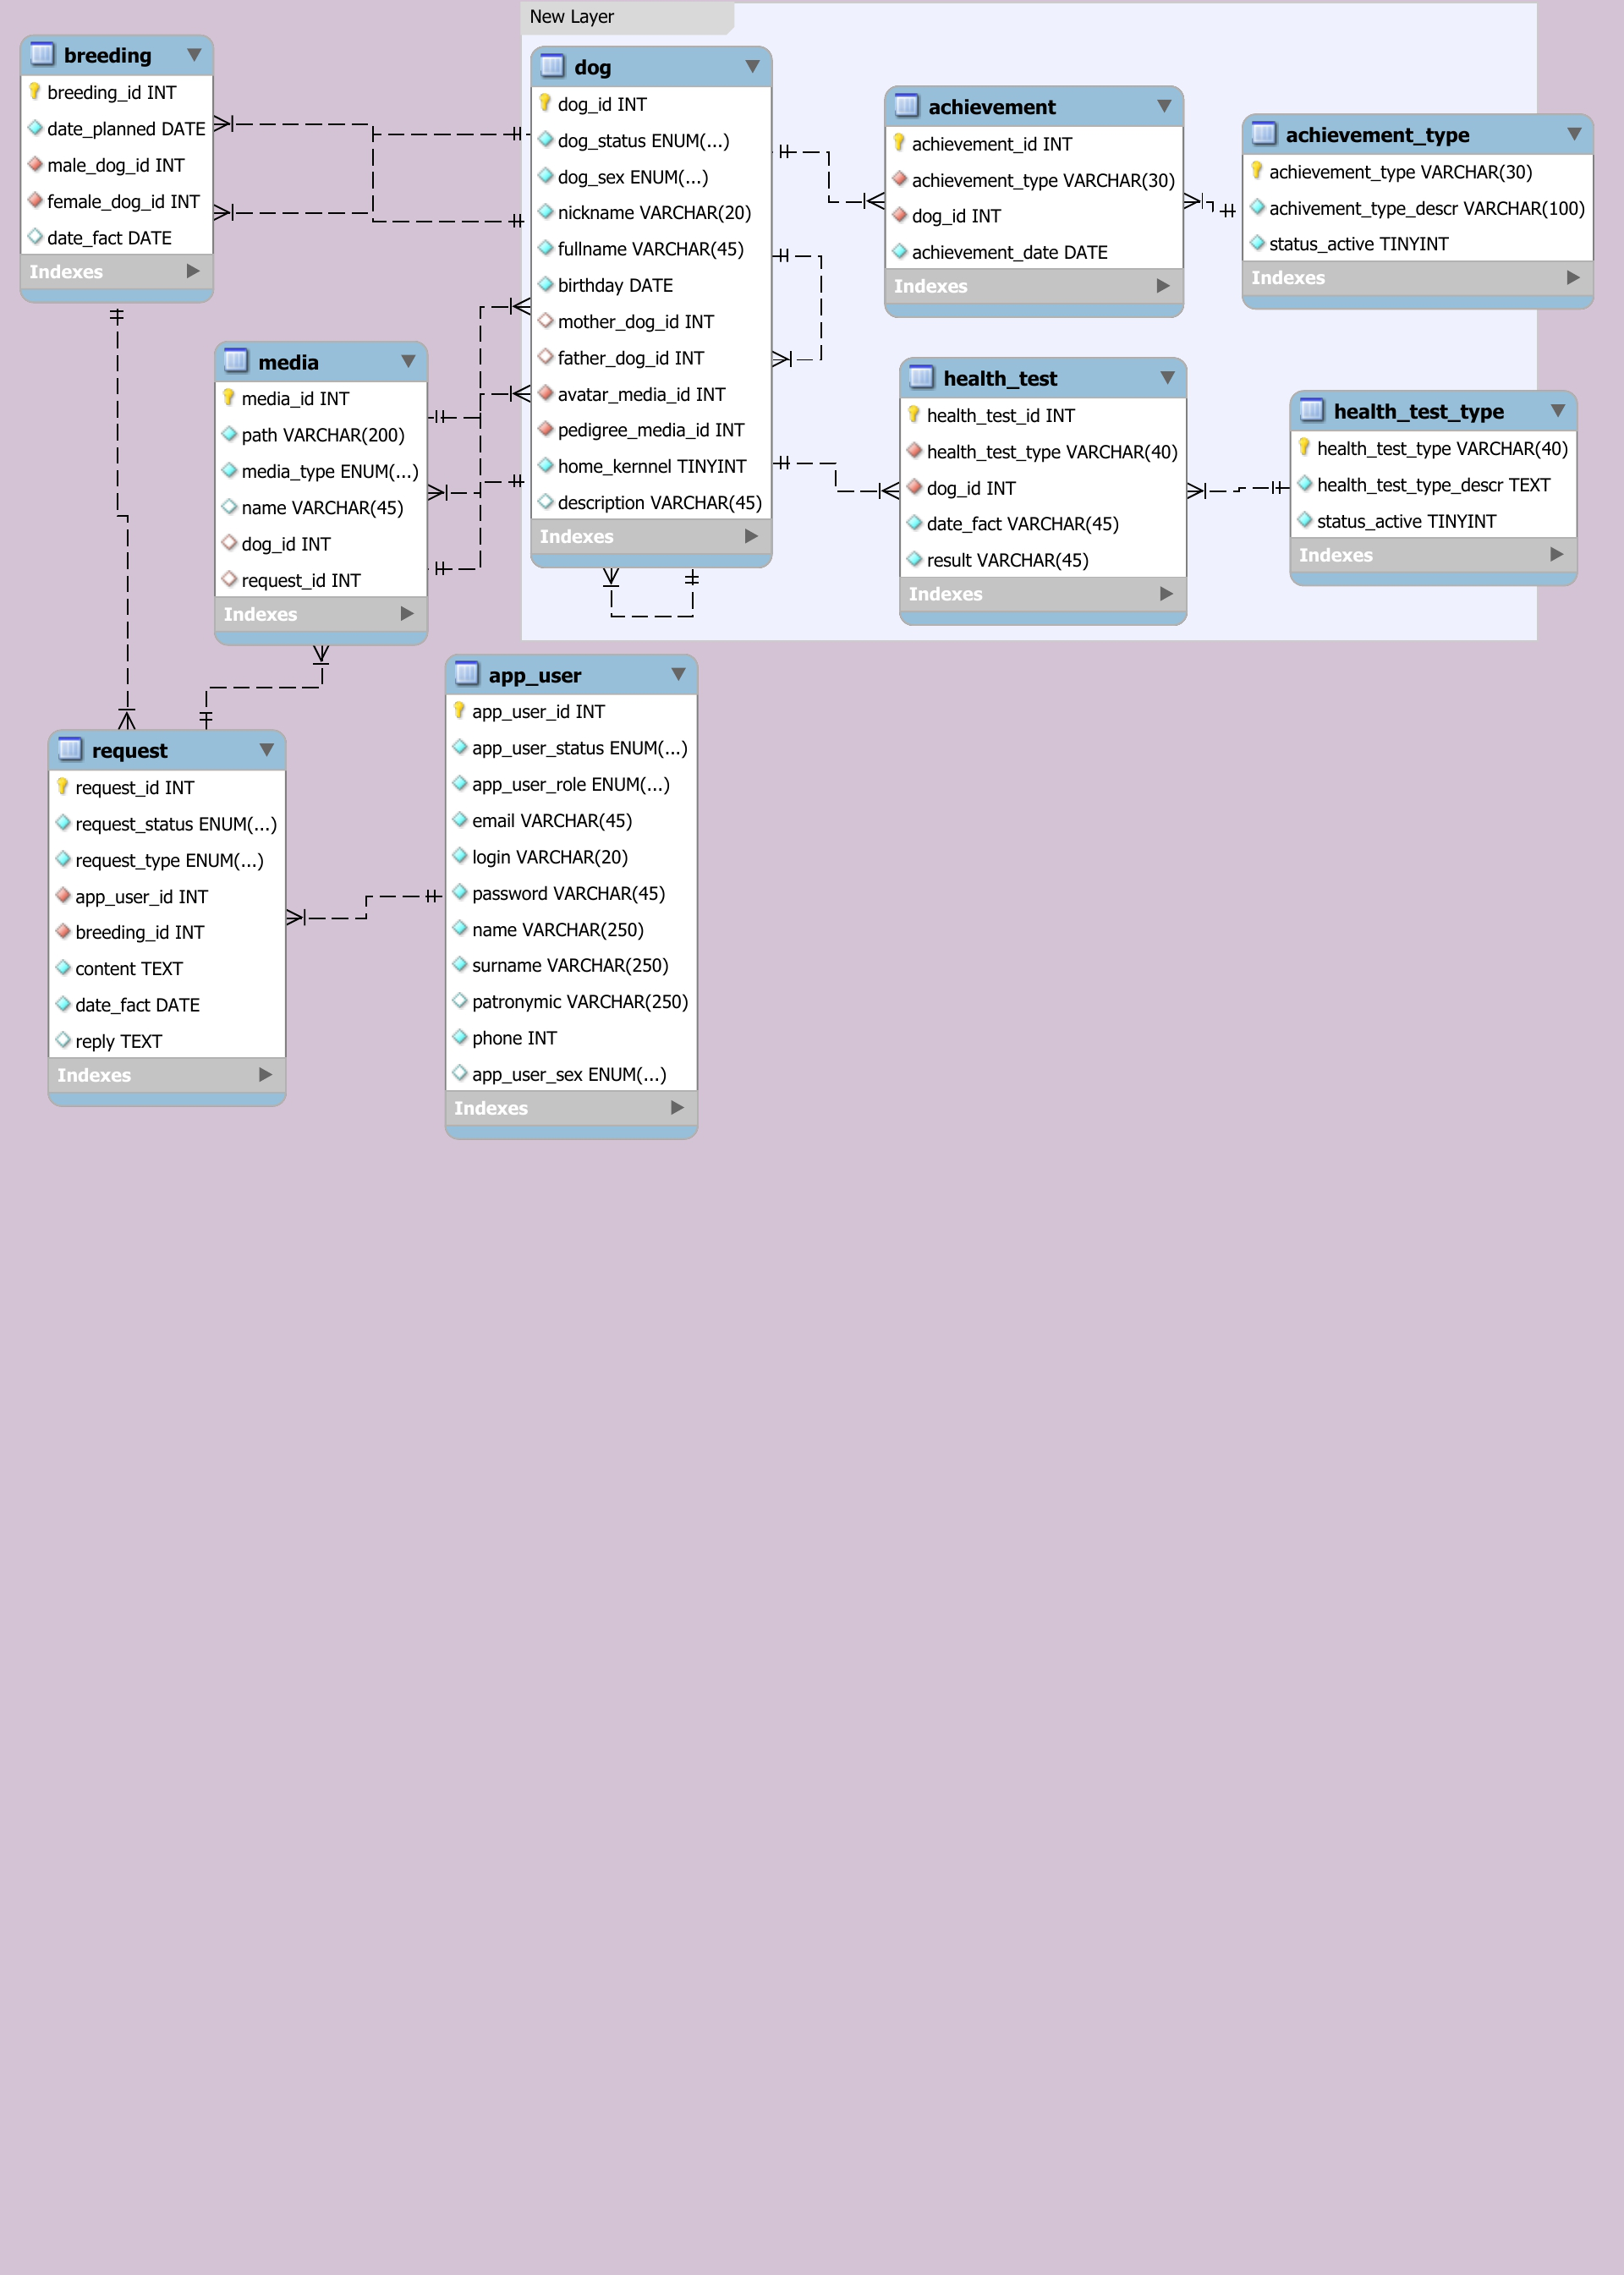 New Layer
breeding
breeding_id INT
date_planned DATE
male_dog_id INT
female_dog_id INT
date_fact DATE
Indexes
dog
dog_id INT
dog_status ENUM(...)
dog_sex ENUM(...)
nickname VARCHAR(20)
fullname VARCHAR(45)
birthday DATE
mother_dog_id INT
father_dog_id INT
avatar_media_id INT
pedigree_media_id INT
home_kernnel TINYINT
description VARCHAR(45)
Indexes
achievement
achievement_id INT
achievement_type VARCHAR(30)
dog_id INT
achievement_date DATE
Indexes
achievement_type
achievement_type VARCHAR(30)
achivement_type_descr VARCHAR(100)
status_active TINYINT
Indexes
media
media_id INT
path VARCHAR(200)
media_type ENUM(...)
name VARCHAR(45)
dog_id INT
request_id INT
Indexes
health_test
health_test_id INT
health_test_type VARCHAR(40)
dog_id INT
date_fact VARCHAR(45)
result VARCHAR(45)
Indexes
health_test_type
health_test_type VARCHAR(40)
health_test_type_descr TEXT
status_active TINYINT
Indexes
request
request_id INT
request_status ENUM(...)
request_type ENUM(...)
app_user_id INT
breeding_id INT
content TEXT
date_fact DATE
reply TEXT
Indexes
app_user
app_user_id INT
app_user_status ENUM(...)
app_user_role ENUM(...)
email VARCHAR(45)
login VARCHAR(20)
password VARCHAR(45)
name VARCHAR(250)
surname VARCHAR(250)
patronymic VARCHAR(250)
phone INT
app_user_sex ENUM(...)
Indexes